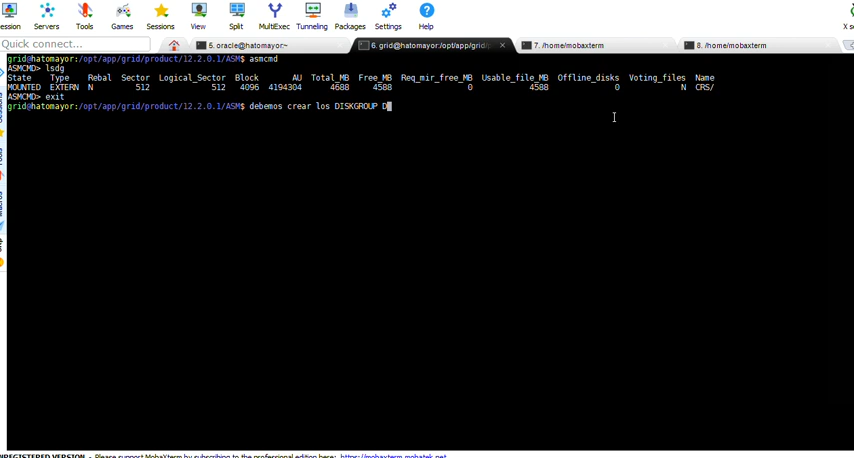 ession Servers Tools Games Sessions View Split MultiExec Tunneling Packages Settings Help X se
Quick connect... 5. oracle@hatomayor:~ 6. grid@hatomayor:/opt/app/grid/p 7. /home/mobaxterm 8. /home/mobaxterm
grid@hatomayor:/opt/app/grid/product/12.2.0.1/ASM$ asmcmd
ASMCMD> lsdg
State Type Rebal Sector Logical_Sector Block AU Total_MB Free_MB Req_mir_free_MB Usable_file_MB Offline_disks Voting_files Name
MOUNTED EXTERN N 512 512 4096 4194304 4688 4588 0 4588 0 N CRS/
ASMCMD> exit
grid@hatomayor:/opt/app/grid/product/12.2.0.1/ASM$ debemos crear los DISKGROUP D
NREGISTERED VERSION - Please support MobaXterm by subscribing to the professional edition here: https://mobaxterm.mobatek.net